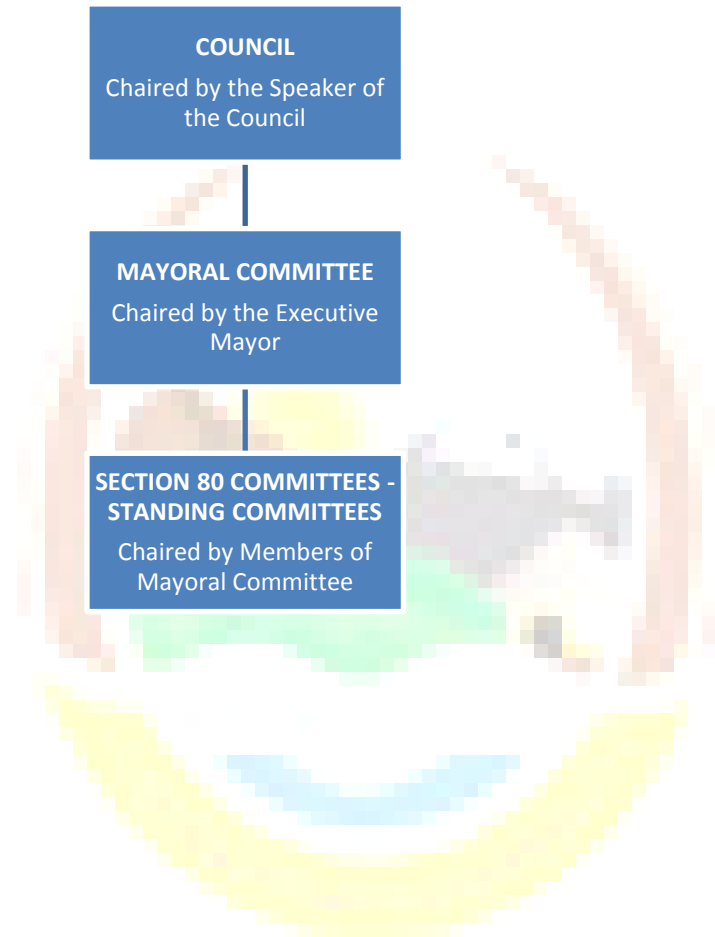 COUNCIL
Chaired by the Speaker of
the Council
MAYORAL COMMITTEE
Chaired by the Executive
Mayor
SECTION 80 COMMITTEES -
STANDING COMMITTEES
Chaired by Members of
Mayoral Committee